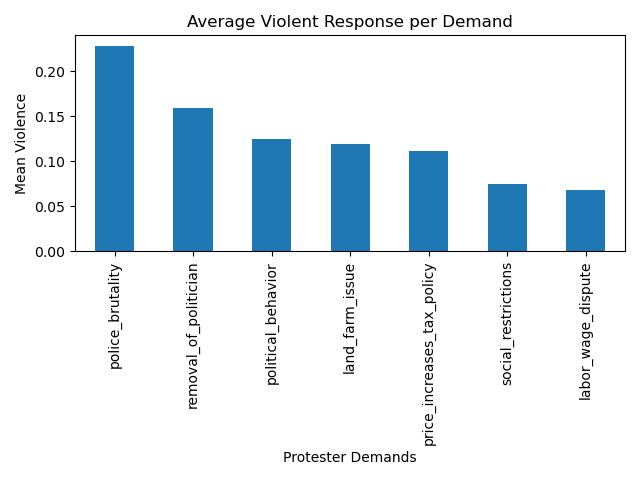 Average Violent Response per Demand
Mean Violence
0.20
0.15
0.10
0.05
0.00
police_brutality
removal_of_politician
political_behavior
land_farm_issue
price_increases_tax_policy
social_restrictions
labor_wage_dispute
Protester Demands